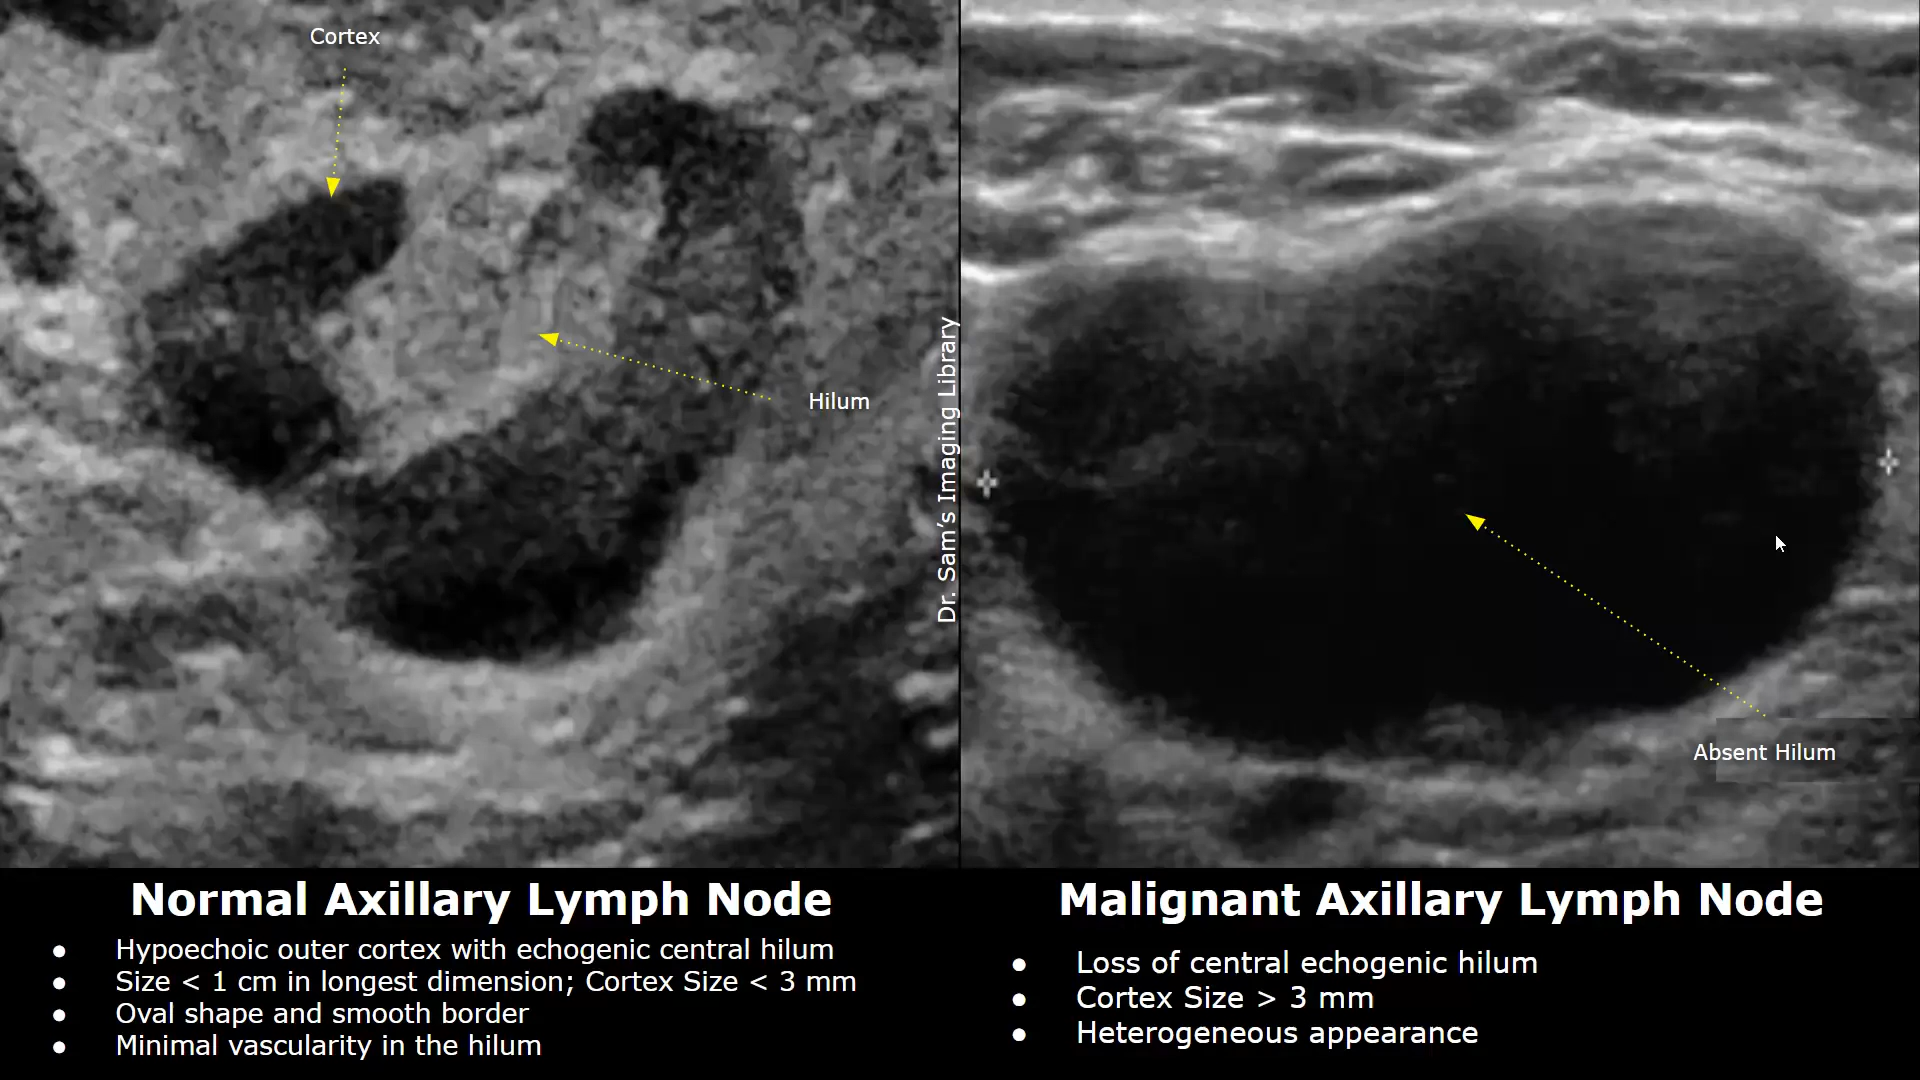 Cortex
Hilum
Dr. Sam’s Imaging Library
Absent Hilum
Normal Axillary Lymph Node
● Hypoechoic outer cortex with echogenic central hilum
● Size < 1 cm in longest dimension; Cortex Size < 3 mm
● Oval shape and smooth border
● Minimal vascularity in the hilum
Malignant Axillary Lymph Node
● Loss of central echogenic hilum
● Cortex Size > 3 mm
● Heterogeneous appearance